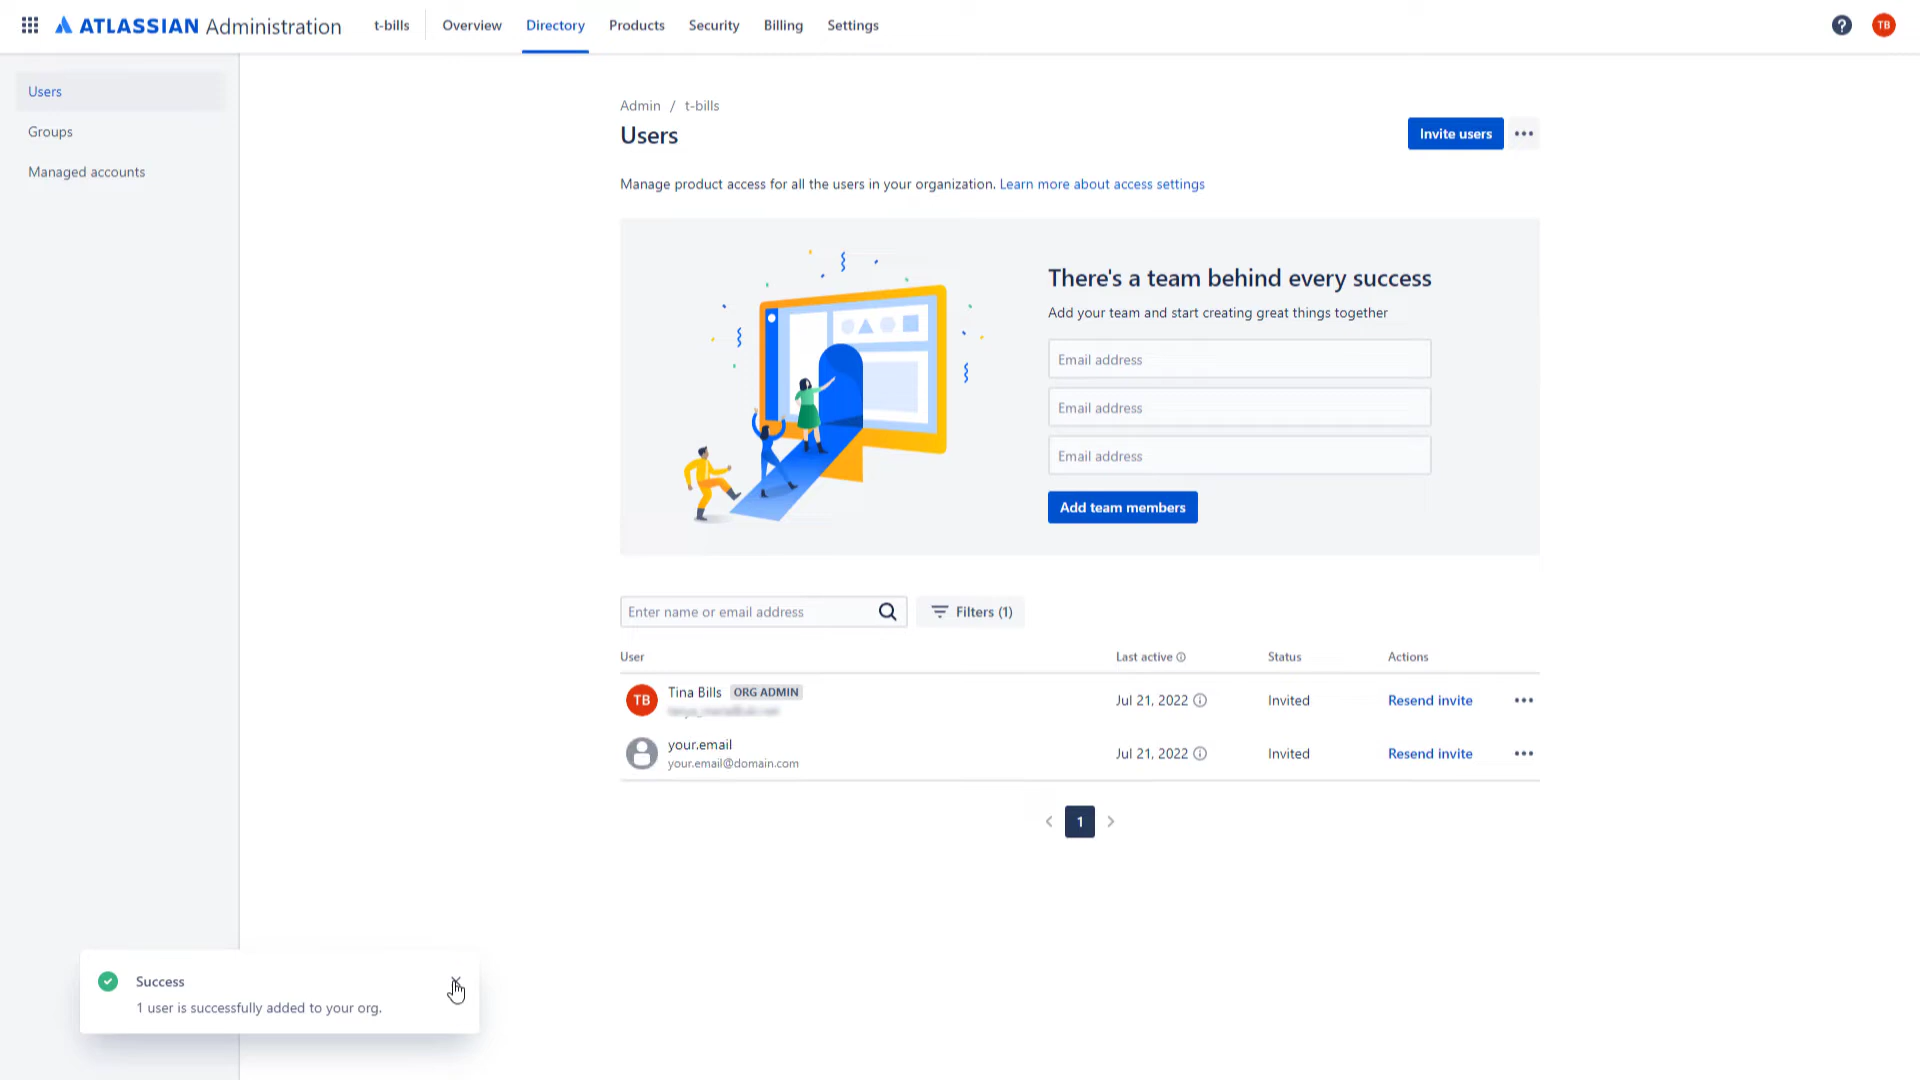 ATLASSIAN Administration
t-bills
Overview
Directory
Products
Security
Billing
Settings
?
TB
Users
Groups
Managed accounts
Admin / t-bills
Users
Invite users
Manage product access for all the users in your organization. Learn more about access settings
There's a team behind every success
Add your team and start creating great things together
Email address
Email address
Email address
Add team members
Enter name or email address
Filters (1)
User
Last active
Status
Actions
TB
Tina Bills ORG ADMIN
Jul 21, 2022
Invited
Resend invite
your.email
your.email@domain.com
Jul 21, 2022
Invited
Resend invite
1
Success
1 user is successfully added to your org.